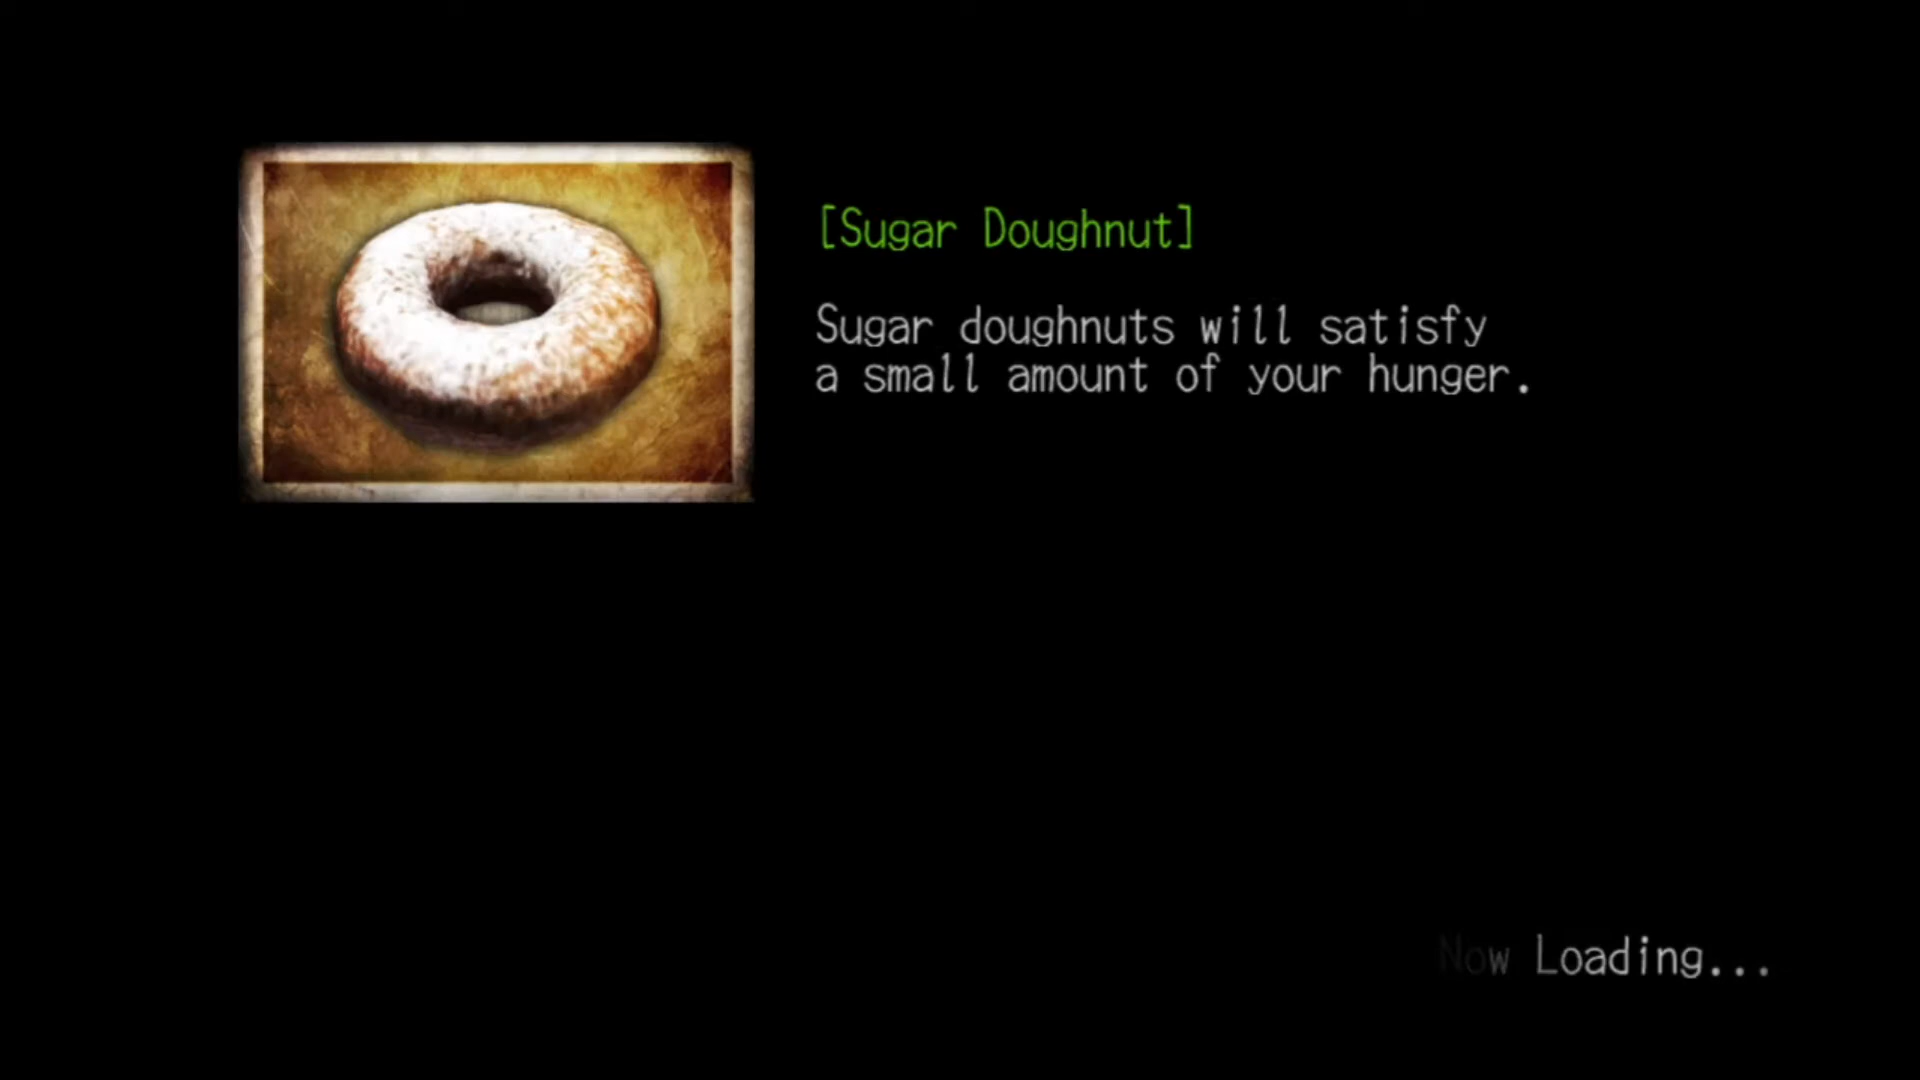 [Sugar Doughnut]
Sugar doughnuts will satisfy
a small amount of your hunger.
Now Loading...